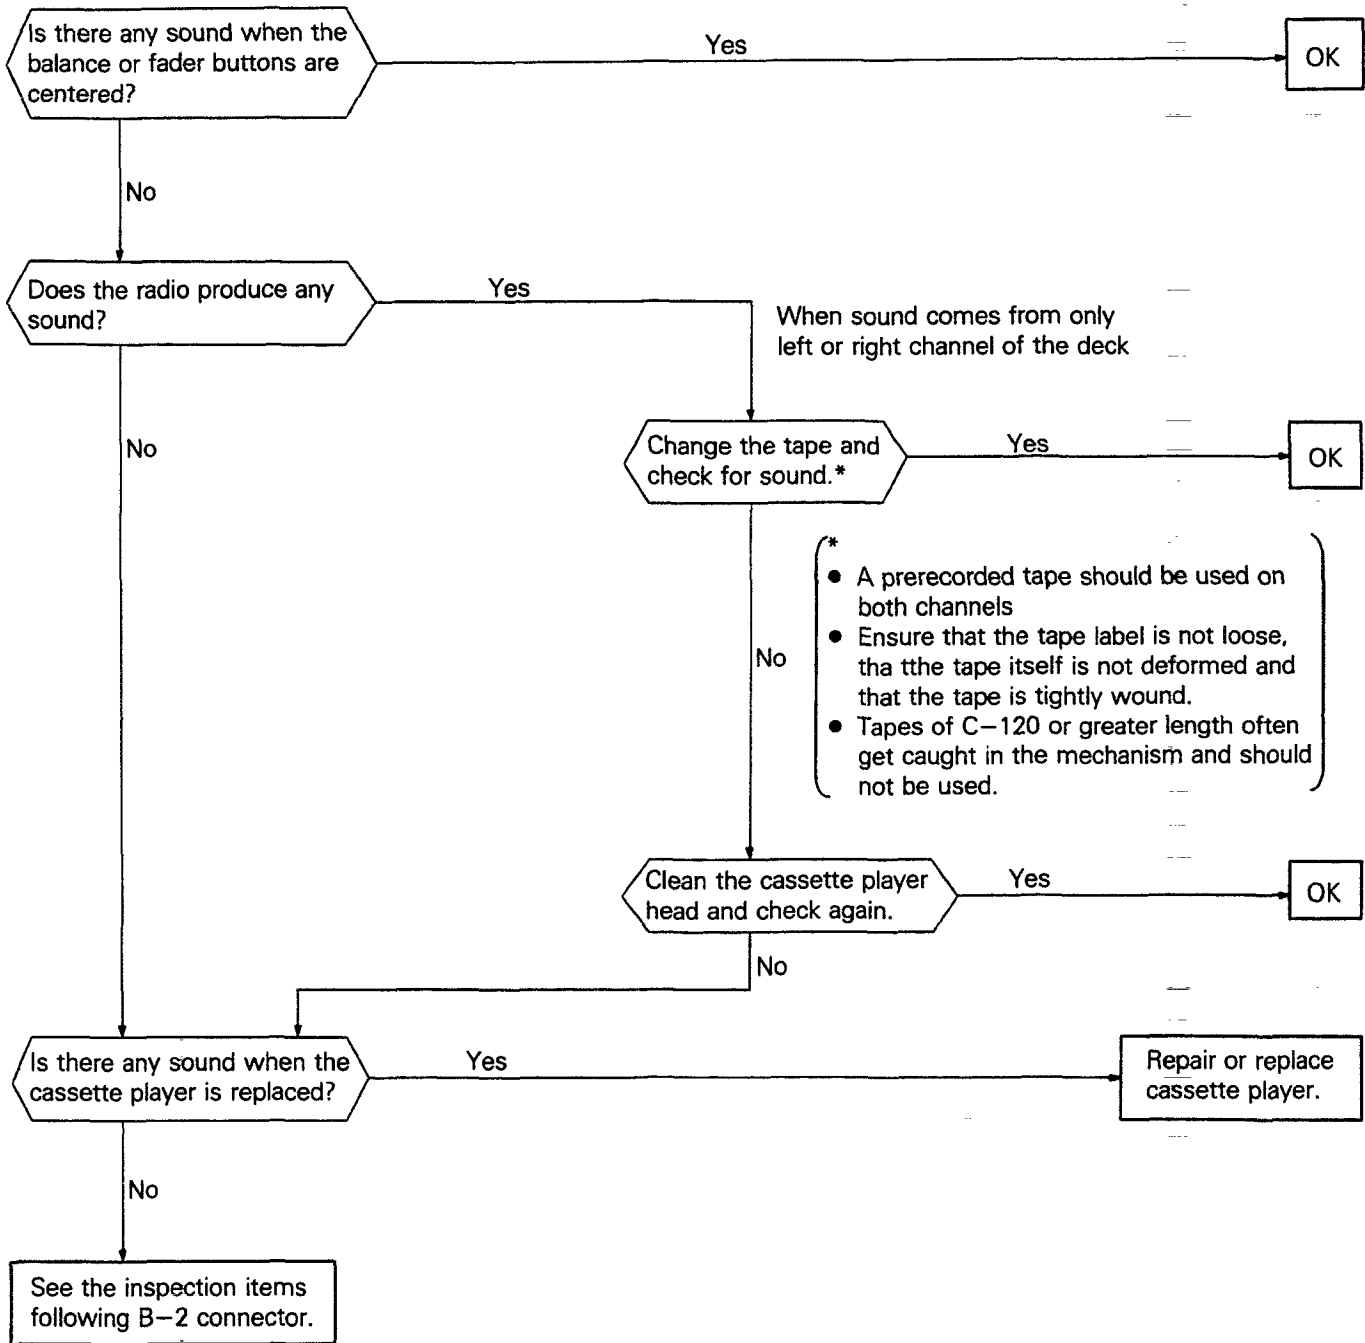 Is there any sound when the
balance or fader buttons are
centered?
Yes
OK
No
Does the radio produce any
sound?
Yes
When sound comes from only
left or right channel of the deck
No
Change the tape and
check for sound.*
Yes
OK
*
● A prerecorded tape should be used on
both channels
● Ensure that the tape label is not loose,
tha tthe tape itself is not deformed and
that the tape is tightly wound.
● Tapes of C–120 or greater length often
get caught in the mechanism and should
not be used.
No
Clean the cassette player
head and check again.
Yes
OK
No
Is there any sound when the
cassette player is replaced?
Yes
Repair or replace
cassette player.
No
See the inspection items
following B–2 connector.